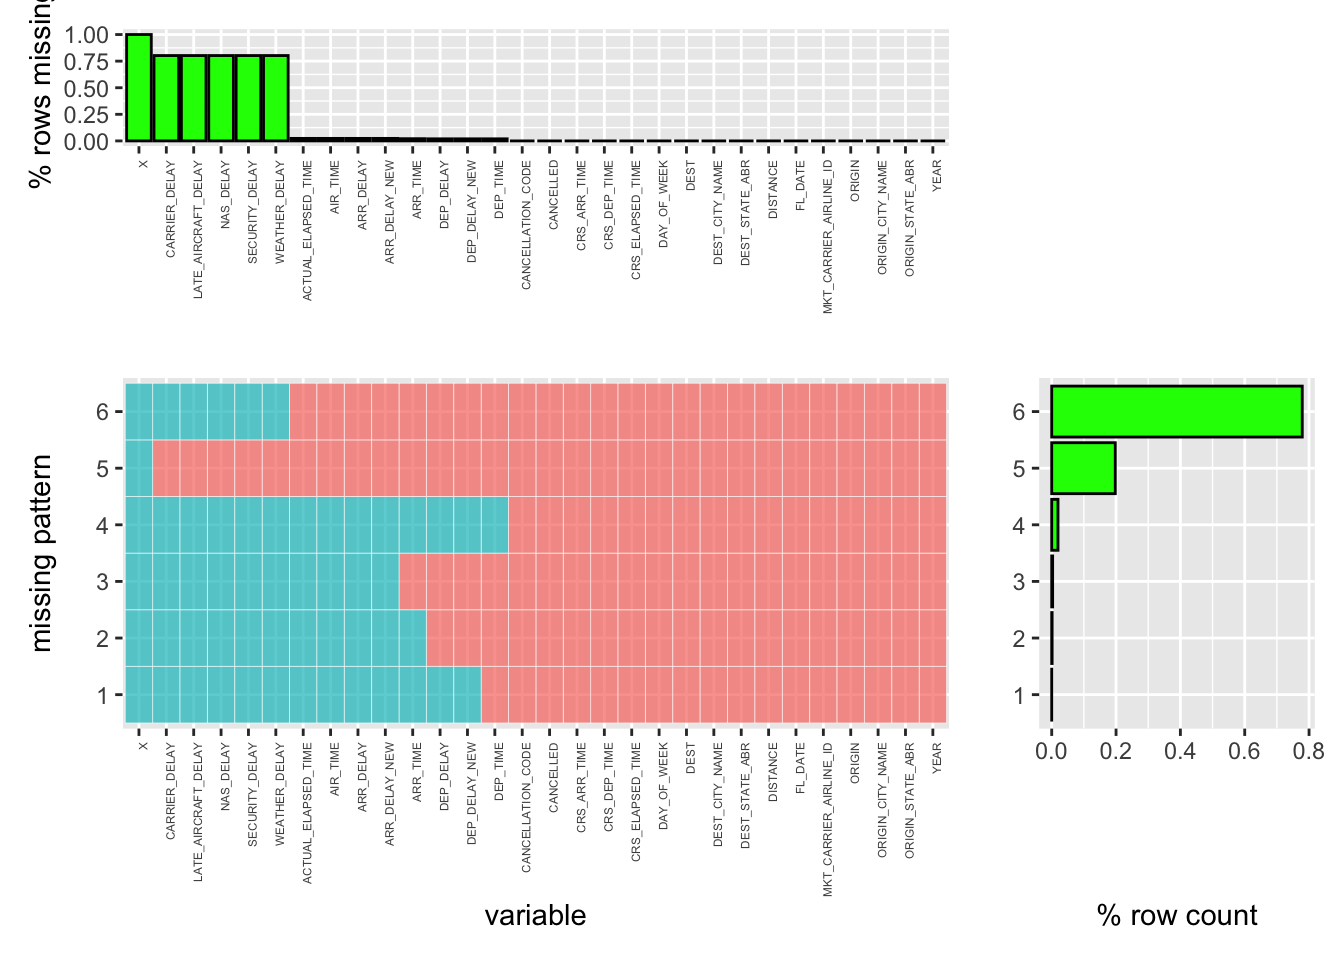 % rows missing
1.00
0.75
0.50
0.25
0.00
X
CARRIER_DELAY
LATE_AIRCRAFT_DELAY
NAS_DELAY
SECURITY_DELAY
WEATHER_DELAY
ACTUAL_ELAPSED_TIME
AIR_TIME
ARR_DELAY
ARR_DELAY_NEW
ARR_TIME
DEP_DELAY
DEP_DELAY_NEW
DEP_TIME
CANCELLATION_CODE
CANCELLED
CRS_ARR_TIME
CRS_DEP_TIME
CRS_ELAPSED_TIME
DAY_OF_WEEK
DEST
DEST_CITY_NAME
DEST_STATE_ABR
DISTANCE
FL_DATE
MKT_CARRIER_AIRLINE_ID
ORIGIN
ORIGIN_CITY_NAME
ORIGIN_STATE_ABR
YEAR
missing pattern
6
5
4
3
2
1
X
CARRIER_DELAY
LATE_AIRCRAFT_DELAY
NAS_DELAY
SECURITY_DELAY
WEATHER_DELAY
ACTUAL_ELAPSED_TIME
AIR_TIME
ARR_DELAY
ARR_DELAY_NEW
ARR_TIME
DEP_DELAY
DEP_DELAY_NEW
DEP_TIME
CANCELLATION_CODE
CANCELLED
CRS_ARR_TIME
CRS_DEP_TIME
CRS_ELAPSED_TIME
DAY_OF_WEEK
DEST
DEST_CITY_NAME
DEST_STATE_ABR
DISTANCE
FL_DATE
MKT_CARRIER_AIRLINE_ID
ORIGIN
ORIGIN_CITY_NAME
ORIGIN_STATE_ABR
YEAR
variable
6
5
4
3
2
1
0.0 0.2 0.4 0.6 0.8
% row count